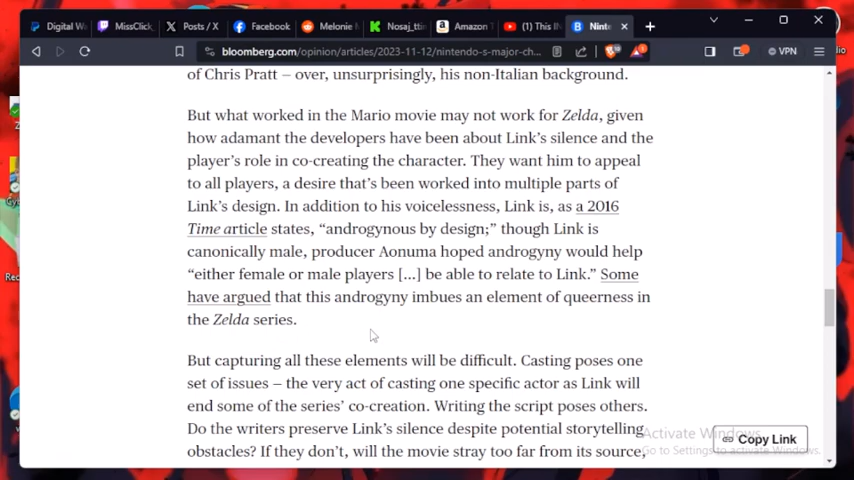 Digital W
MissClick
Posts / X
Facebook
Reddit Melonie M
Nosaj_ttin
Amazon T
(1) This IN
Ninte
bloomberg.com/opinion/articles/2023-11-12/nintendo-s-major-ch...
VPN
of Chris Pratt — over, unsurprisingly, his non-Italian background.
But what worked in the Mario movie may not work for Zelda, given
how adamant the developers have been about Link's silence and the
player's role in co-creating the character. They want him to appeal
to all players, a desire that's been worked into multiple parts of
Link's design. In addition to his voicelessness, Link is, as a 2016
Time article states, “androgynous by design;” though Link is
canonically male, producer Aonuma hoped androgyny would help
“either female or male players [...] be able to relate to Link.” Some
have argued that this androgyny imbues an element of queerness in
the Zelda series.
But capturing all these elements will be difficult. Casting poses one
set of issues — the very act of casting one specific actor as Link will
end some of the series' co-creation. Writing the script poses others.
Do the writers preserve Link's silence despite potential storytelling
obstacles? If they don't, will the movie stray too far from its source,
Activate Windows
Go to Settings to activate Windows.
Copy Link